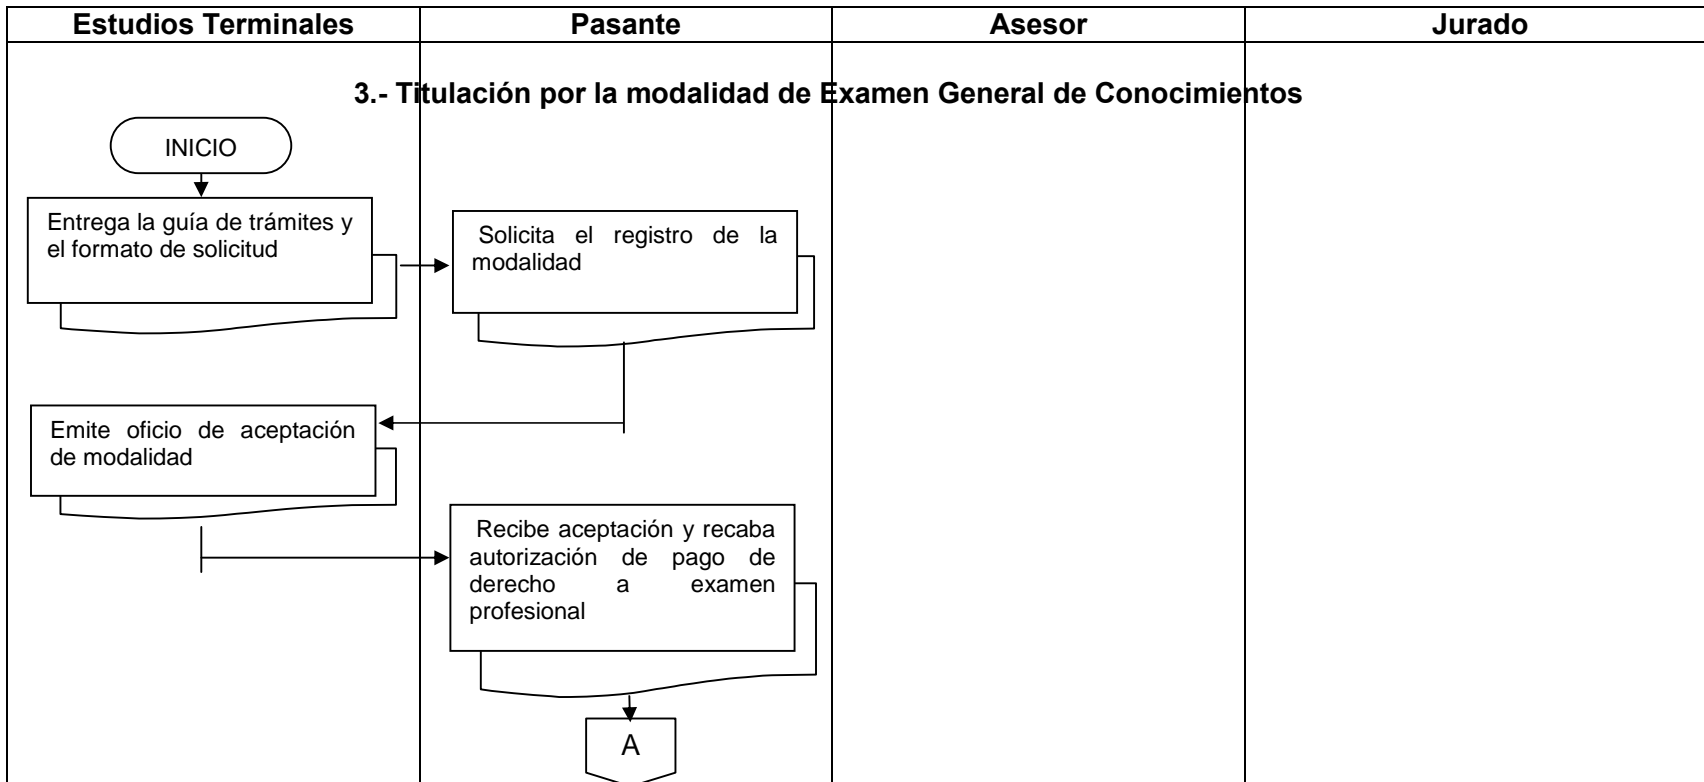 Estudios Terminales
Pasante
Asesor
Jurado
3.- Titulación por la modalidad de Examen General de Conocimientos
INICIO
Entrega la guía de trámites y
el formato de solicitud
Solicita el registro de la
modalidad
Emite oficio de aceptación
de modalidad
Recibe aceptación y recaba
autorización de pago de
derecho a examen
profesional
A